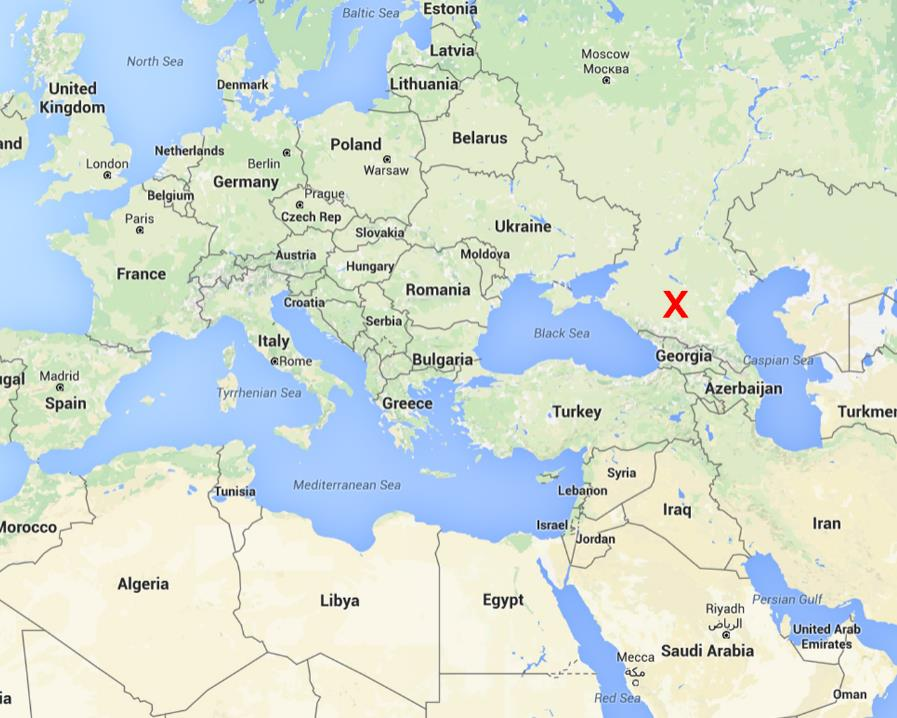 Estonia
Baltic Sea
Latvia
North Sea
Moscow
Москва
Denmark
Lithuania
United
Kingdom
and
Belarus
Poland
Netherlands
London
Berlin
Warsaw
Germany
Belgium
Prague
Czech Rep
Paris
Ukraine
Slovakia
Austria
Moldova
Hungary
France
Romania
Croatia
X
Serbia
Black Sea
Italy
Rome
Bulgaria
Georgia
Caspian Sea
Madrid
ugal
Spain
Tyrrhenian Sea
Azerbaijan
Greece
Turkey
Turkmer
Syria
Mediterranean Sea
Tunisia
Lebanon
Iraq
Morocco
Israel
Iran
Jordan
Algeria
Libya
Egypt
Persian Gulf
Riyadh
الرياض
United Arab
Emirates
Saudi Arabia
Mecca
مكة
Red Sea
Oman
ia